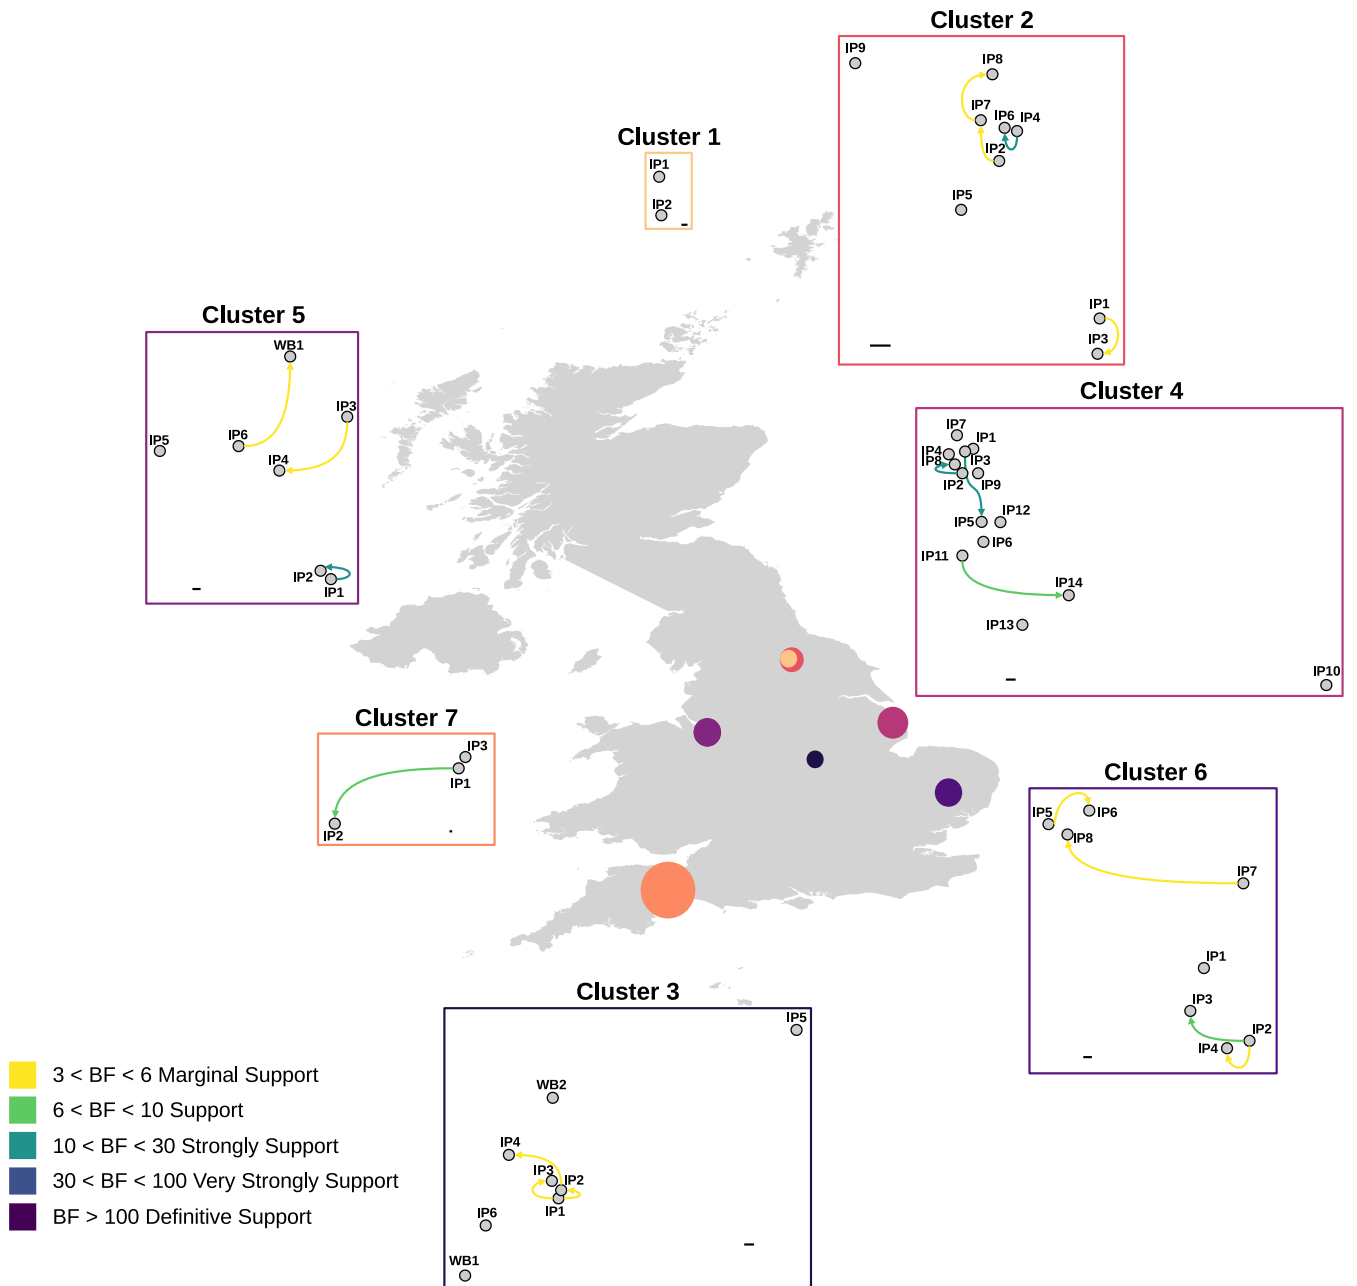 Cluster 2
IP9
IP8
IP7
IP6
IP4
IP2
IP5
IP1
IP3
Cluster 1
IP1
IP2
Cluster 5
WB1
IP3
IP5
IP6
IP4
IP2
IP1
Cluster 4
IP7
IP1
IP4
IP8
IP3
IP2
IP9
IP5
IP12
IP6
IP11
IP14
IP13
IP10
Cluster 7
IP3
IP1
IP2
Cluster 6
IP5
IP6
IP8
IP7
IP1
IP3
IP2
IP4
Cluster 3
IP5
WB2
IP4
IP3
IP2
IP1
IP6
WB1
3 < BF < 6 Marginal Support
6 < BF < 10 Support
10 < BF < 30 Strongly Support
30 < BF < 100 Very Strongly Support
BF > 100 Definitive Support